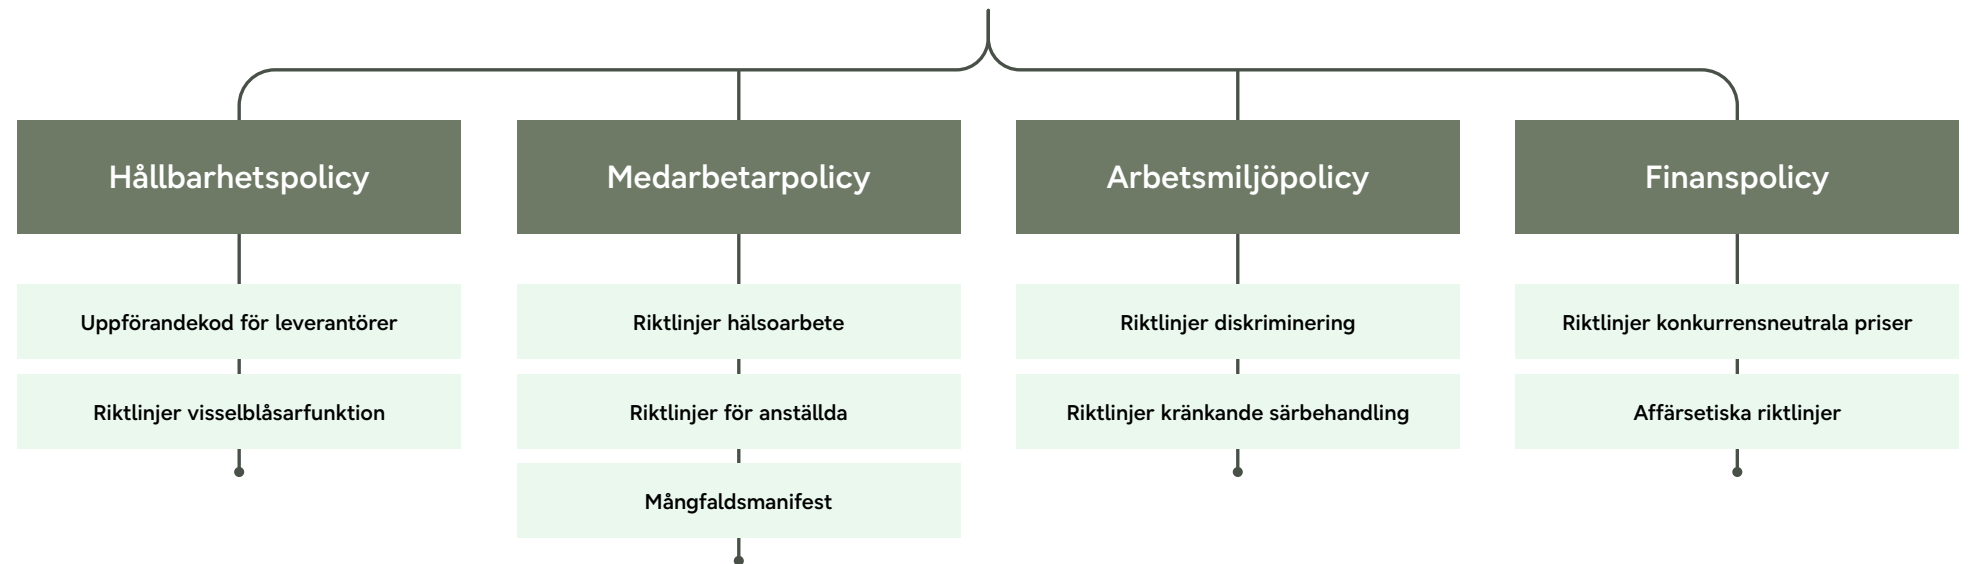 Hållbarhetspolicy
Uppförandekod för leverantörer
Riktlinjer visselblåsarfunktion
Medarbetarpolicy
Riktlinjer hälsoarbete
Riktlinjer för anställda
Mångfaldsmanifest
Arbetsmiljöpolicy
Riktlinjer diskriminering
Riktlinjer kränkande särbehandling
Finanspolicy
Riktlinjer konkurrensneutrala priser
Affärsetiska riktlinjer